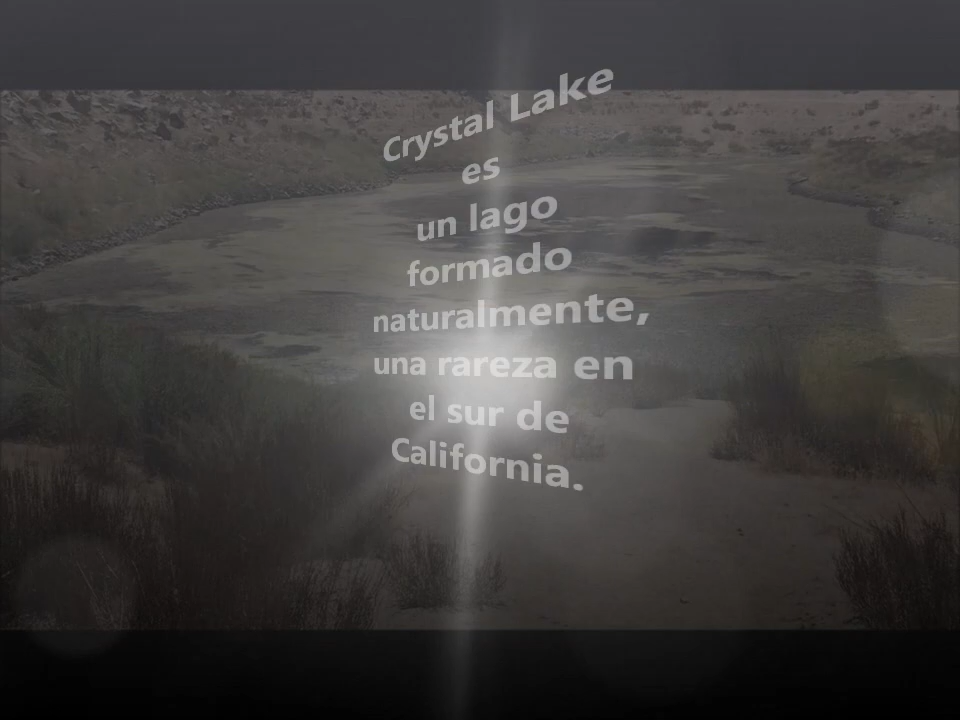 Crystal Lake
es
un lago
formado
naturalmente,
una rareza en
el sur de
California.